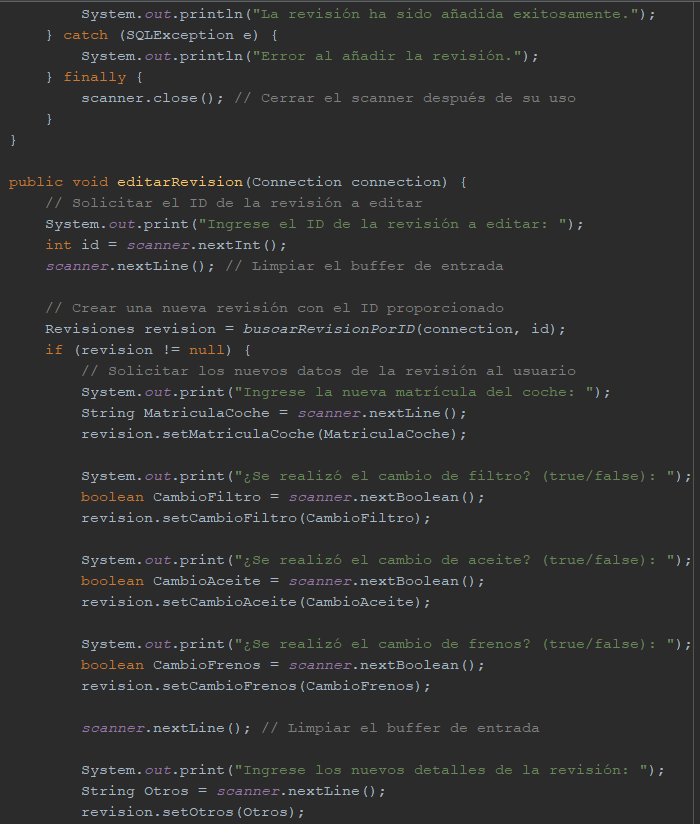 System.out.println("La revisión ha sido añadida exitosamente.");
} catch (SQLException e) {
System.out.println("Error al añadir la revisión.");
} finally {
scanner.close(); // Cerrar el scanner después de su uso
}
}
public void editarRevision(Connection connection) {
// Solicitar el ID de la revisión a editar
System.out.print("Ingrese el ID de la revisión a editar: ");
int id = scanner.nextInt();
scanner.nextLine(); // Limpiar el buffer de entrada
// Crear una nueva revisión con el ID proporcionado
Revisiones revision = buscarRevisionPorID(connection, id);
if (revision != null) {
// Solicitar los nuevos datos de la revisión al usuario
System.out.print("Ingrese la nueva matrícula del coche: ");
String MatriculaCoche = scanner.nextLine();
revision.setMatriculaCoche(MatriculaCoche);
System.out.print("¿Se realizó el cambio de filtro? (true/false): ");
boolean CambioFiltro = scanner.nextBoolean();
revision.setCambioFiltro(CambioFiltro);
System.out.print("¿Se realizó el cambio de aceite? (true/false): ");
boolean CambioAceite = scanner.nextBoolean();
revision.setCambioAceite(CambioAceite);
System.out.print("¿Se realizó el cambio de frenos? (true/false): ");
boolean CambioFrenos = scanner.nextBoolean();
revision.setCambioFrenos(CambioFrenos);
scanner.nextLine(); // Limpiar el buffer de entrada
System.out.print("Ingrese los nuevos detalles de la revisión: ");
String Otros = scanner.nextLine();
revision.setOtros(Otros);